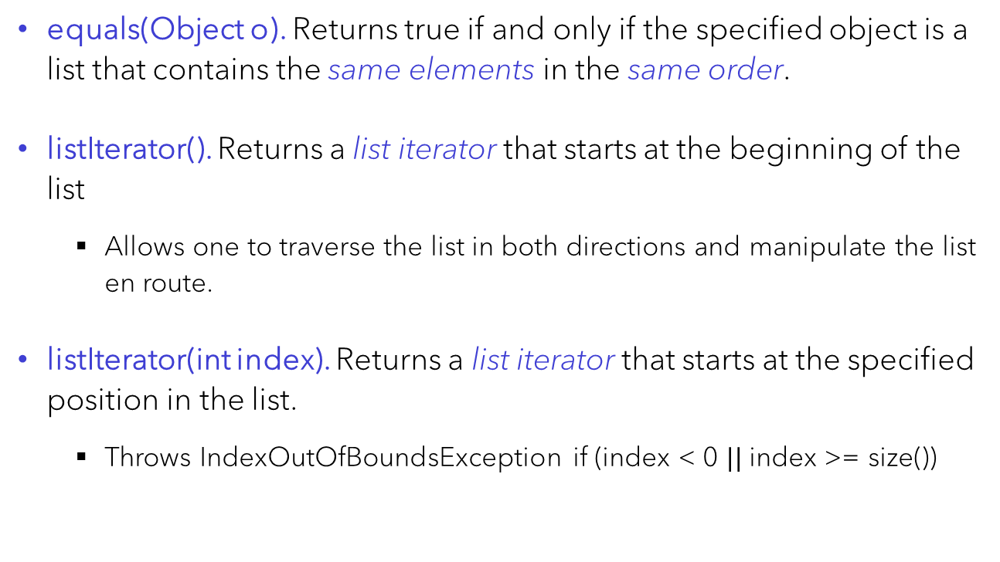 • equals(Object o). Returns true if and only if the specified object is a
list that contains the same elements in the same order.
• listIterator(). Returns a list iterator that starts at the beginning of the
list
▪ Allows one to traverse the list in both directions and manipulate the list
en route.
• listIterator(int index). Returns a list iterator that starts at the specified
position in the list.
▪ Throws IndexOutOfBoundsException if (index < 0 || index >= size())